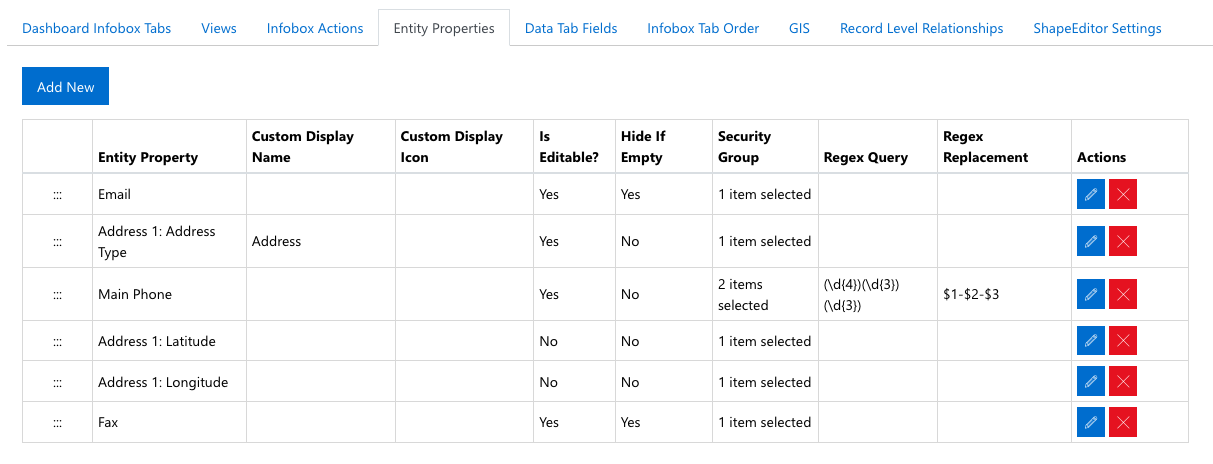 Dashboard Infobox Tabs Views Infobox Actions Entity Properties Data Tab Fields Infobox Tab Order GIS Record Level Relationships ShapeEditor Settings
Add New
Entity Property Custom Display Name Custom Display Icon Is Editable? Hide If Empty Security Group Regex Query Regex Replacement Actions
::: Email Yes Yes 1 item selected
::: Address 1: Address Type Address Yes No 1 item selected
::: Main Phone Yes No 2 items selected (\d{4})(\d{3})(\d{3}) $1-$2-$3
::: Address 1: Latitude No No 1 item selected
::: Address 1: Longitude No No 1 item selected
::: Fax Yes Yes 1 item selected